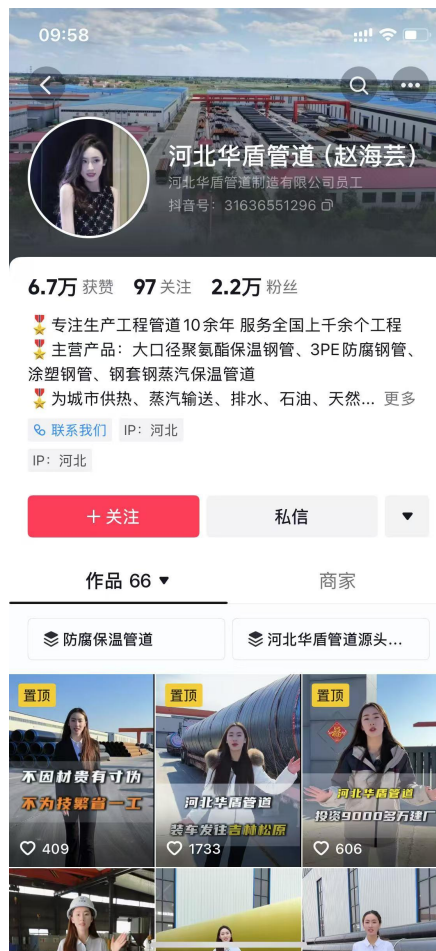 09:58
河北华盾管道（赵海芸）
河北华盾管道制造有限公司员工
抖音号：31636551296
6.7万 获赞 97 关注 2.2万 粉丝
🎖️专注生产工程管道10余年 服务全国上千余个工程
🎖️主营产品：大口径聚氨酯保温钢管、3PE防腐钢管、
涂塑钢管、钢套钢蒸汽保温管道
🎖️为城市供热、蒸汽输送、排水、石油、天然... 更多
联系我们 IP：河北
IP：河北
＋关注 私信
作品 66 商家
防腐保温管道 河北华盾管道源头...
置顶 置顶 置顶
不因材贵有寸伪
不为技繁省一工
河北华盾管道
装车发往吉林松原
河北华盾管道
投资9000多万建厂
409 1733 606